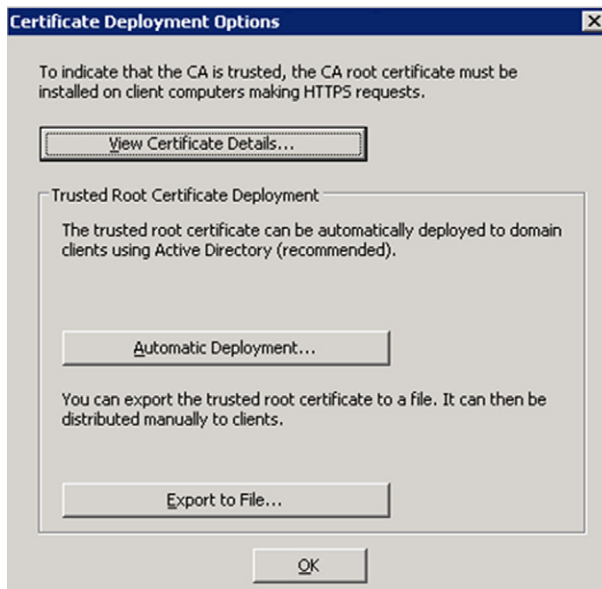 Certificate Deployment Options
To indicate that the CA is trusted, the CA root certificate must be
installed on client computers making HTTPS requests.
View Certificate Details...
Trusted Root Certificate Deployment
The trusted root certificate can be automatically deployed to domain
clients using Active Directory (recommended).
Automatic Deployment...
You can export the trusted root certificate to a file. It can then be
distributed manually to clients.
Export to File...
OK